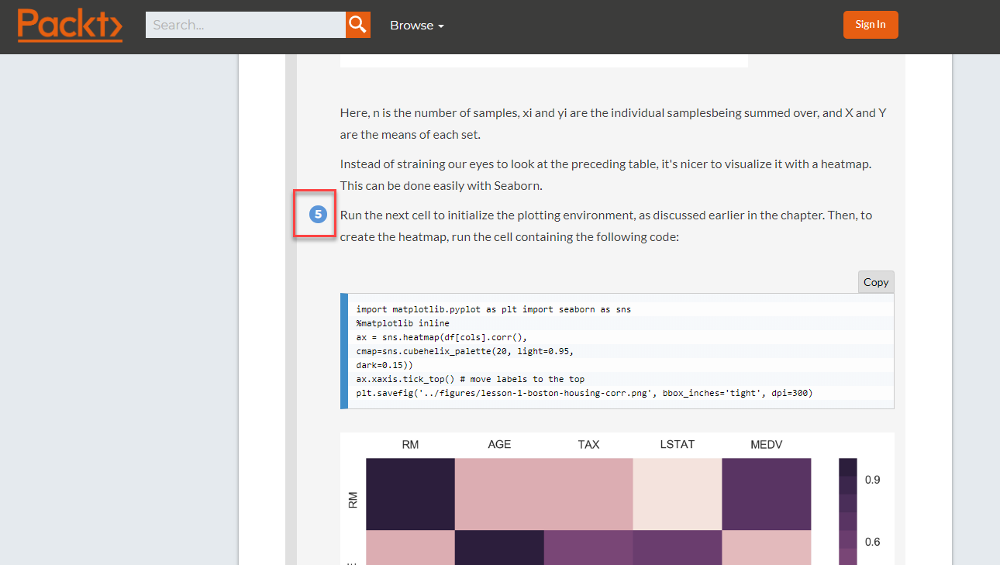 Packt>
Search...
Browse
Sign In
Here, n is the number of samples, xi and yi are the individual samplesbeing summed over, and X and Y
are the means of each set.
Instead of straining our eyes to look at the preceding table, it's nicer to visualize it with a heatmap.
This can be done easily with Seaborn.
5
Run the next cell to initialize the plotting environment, as discussed earlier in the chapter. Then, to
create the heatmap, run the cell containing the following code:
Copy
import matplotlib.pyplot as plt import seaborn as sns
%matplotlib inline
ax = sns.heatmap(df[cols].corr(),
cmap=sns.cubehelix_palette(20, light=0.95,
dark=0.15))
ax.xaxis.tick_top() # move labels to the top
plt.savefig('../figures/lesson-1-boston-housing-corr.png', bbox_inches='tight', dpi=300)
RM AGE TAX LSTAT MEDV
RM
0.9
0.6